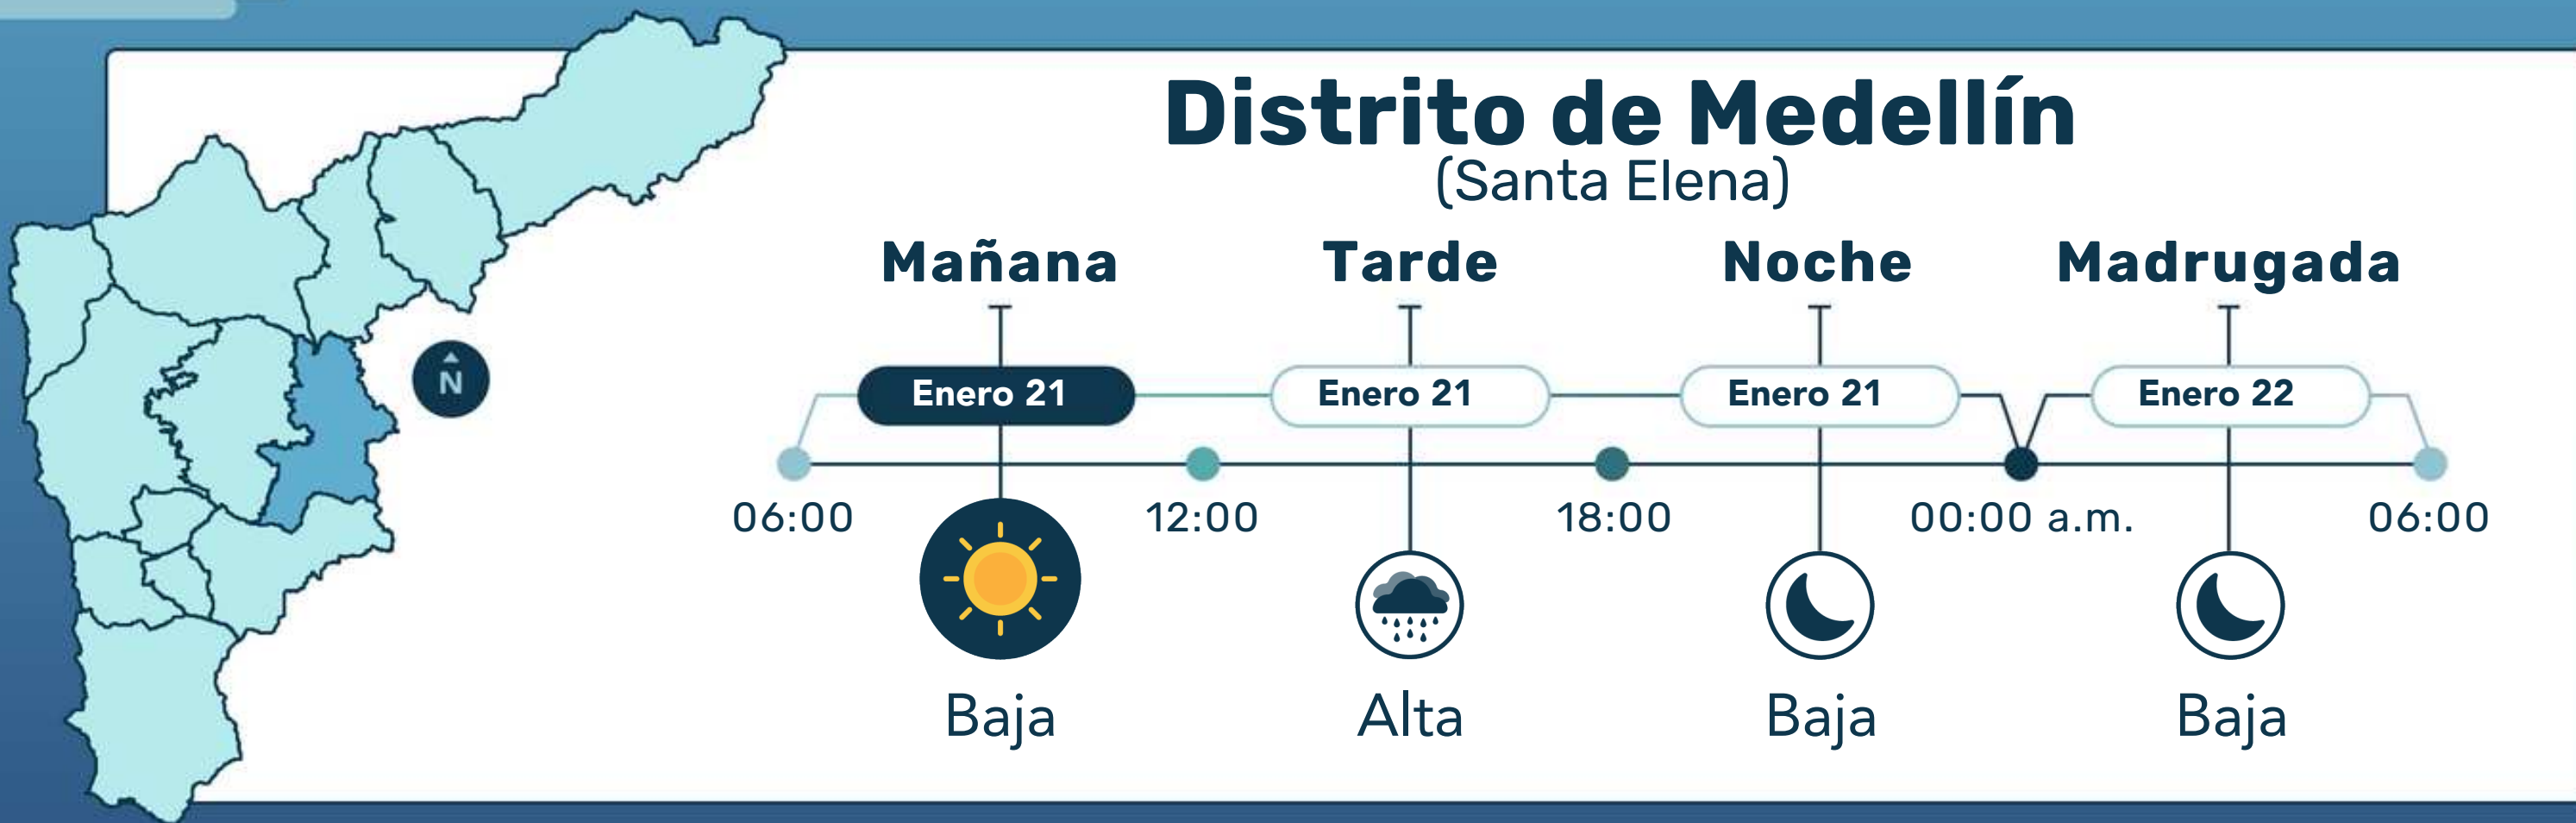 Distrito de Medellín
(Santa Elena)
Mañana Tarde Noche Madrugada
N
Enero 21 Enero 21 Enero 21 Enero 22
06:00 12:00 18:00 00:00 a.m. 06:00
Baja Alta Baja Baja